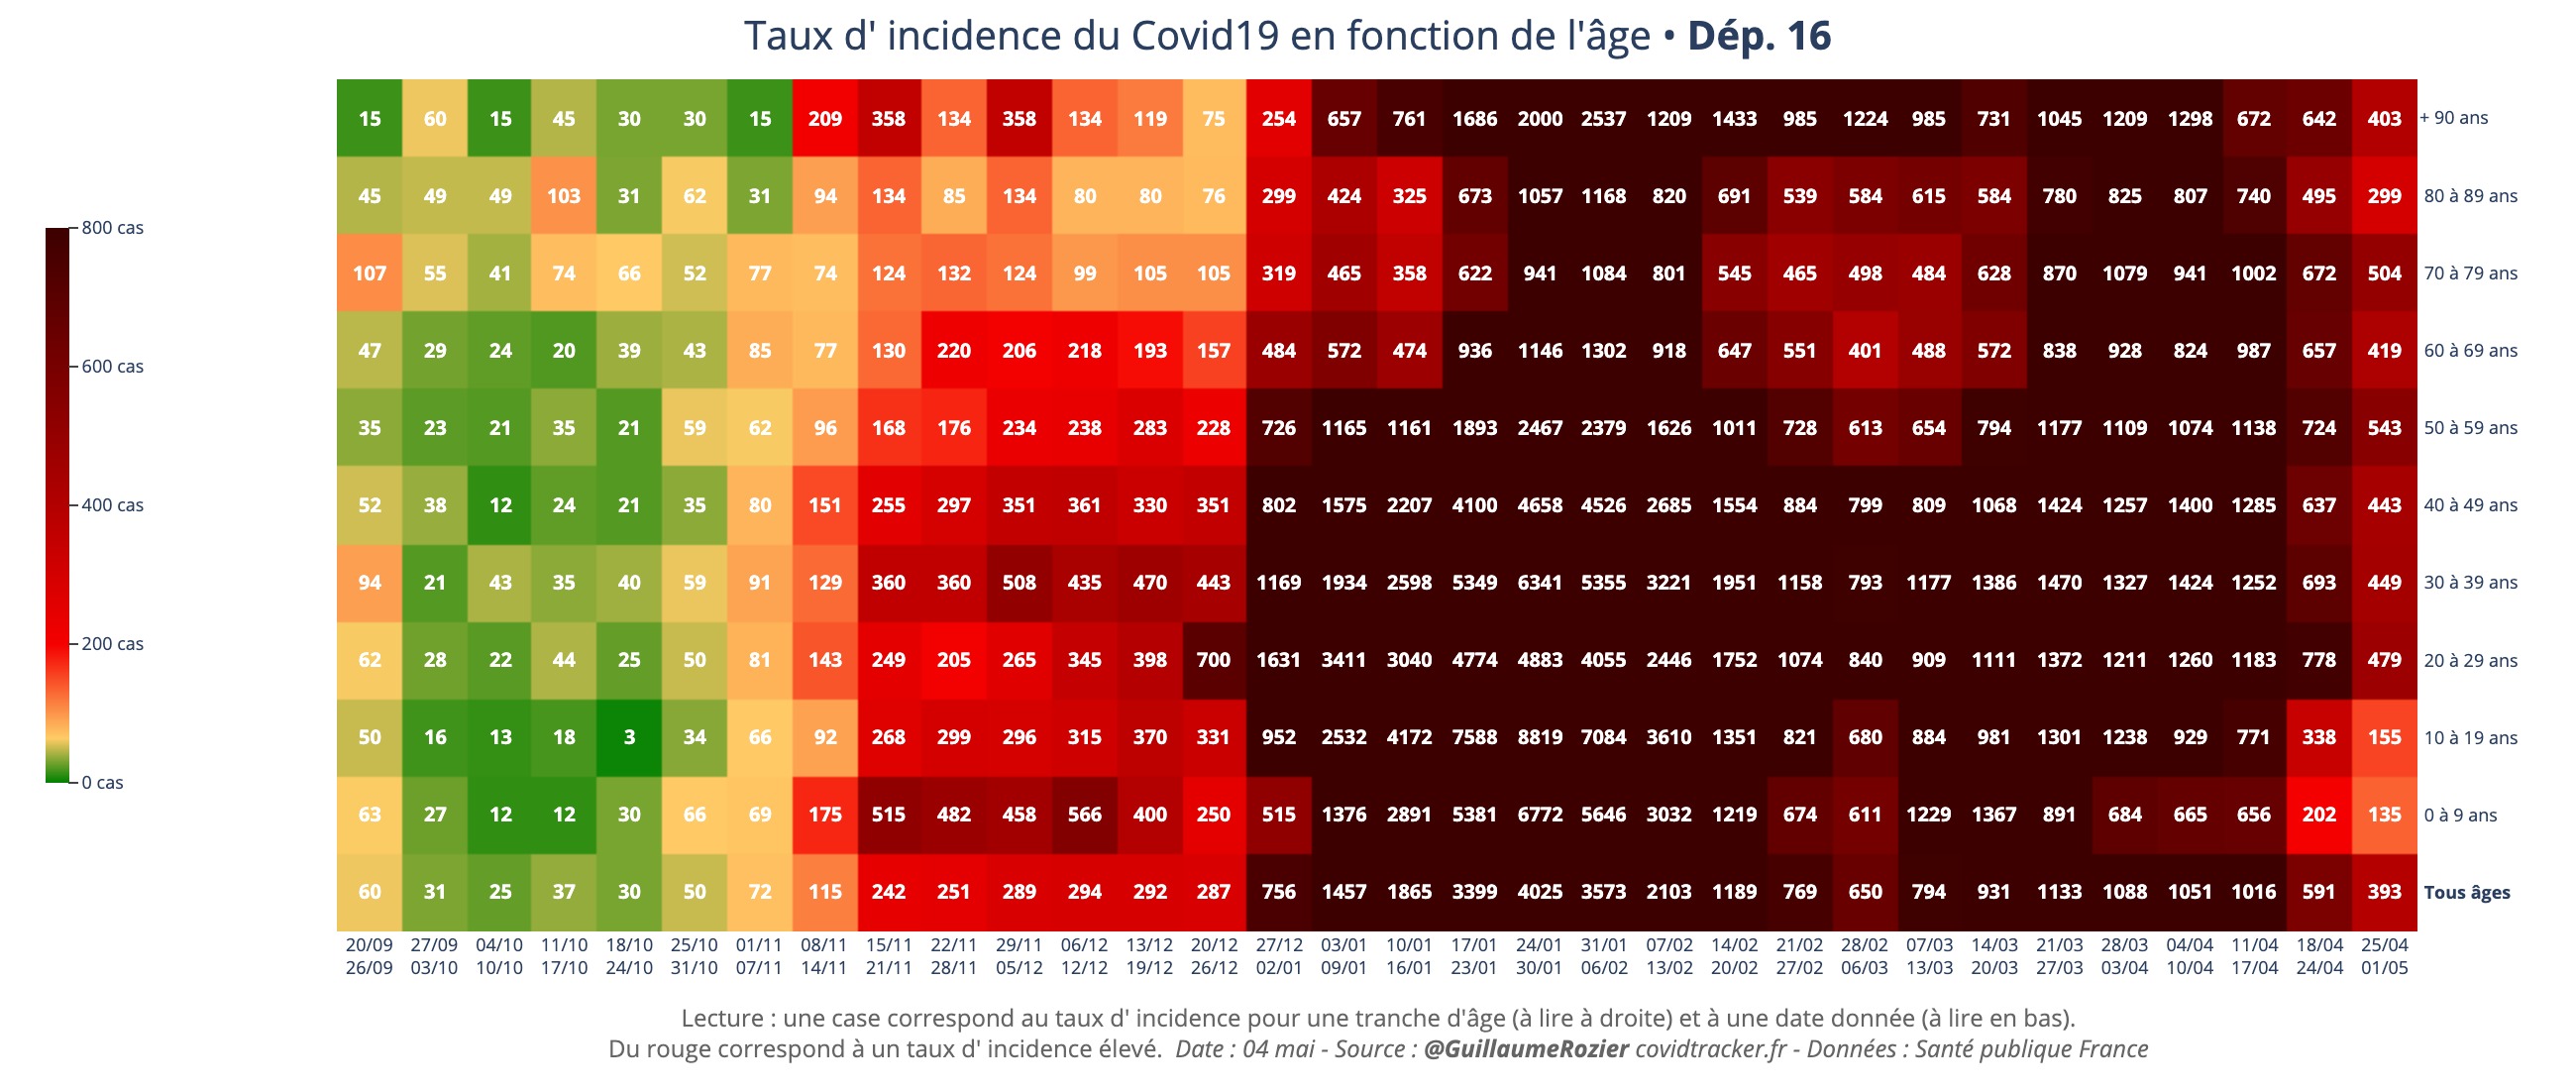 Taux d' incidence du Covid19 en fonction de l'âge • Dép. 16
15 60 15 45 30 30 15 209 358 134 358 134 119 75 254 657 761 1686 2000 2537 1209 1433 985 1224 985 731 1045 1209 1298 672 642 403 + 90 ans
45 49 49 103 31 62 31 94 134 85 134 80 80 76 299 424 325 673 1057 1168 820 691 539 584 615 584 780 825 807 740 495 299 80 à 89 ans
107 55 41 74 66 52 77 74 124 132 124 99 105 105 319 465 358 622 941 1084 801 545 465 498 484 628 870 1079 941 1002 672 504 70 à 79 ans
47 29 24 20 39 43 85 77 130 220 206 218 193 157 484 572 474 936 1146 1302 918 647 551 401 488 572 838 928 824 987 657 419 60 à 69 ans
35 23 21 35 21 59 62 96 168 176 234 238 283 228 726 1165 1161 1893 2467 2379 1626 1011 728 613 654 794 1177 1109 1074 1138 724 543 50 à 59 ans
52 38 12 24 21 35 80 151 255 297 351 361 330 351 802 1575 2207 4100 4658 4526 2685 1554 884 799 809 1068 1424 1257 1400 1285 637 443 40 à 49 ans
94 21 43 35 40 59 91 129 360 360 508 435 470 443 1169 1934 2598 5349 6341 5355 3221 1951 1158 793 1177 1386 1470 1327 1424 1252 693 449 30 à 39 ans
62 28 22 44 25 50 81 143 249 205 265 345 398 700 1631 3411 3040 4774 4883 4055 2446 1752 1074 840 909 1111 1372 1211 1260 1183 778 479 20 à 29 ans
50 16 13 18 3 34 66 92 268 299 296 315 370 331 952 2532 4172 7588 8819 7084 3610 1351 821 680 884 981 1301 1238 929 771 338 155 10 à 19 ans
63 27 12 12 30 66 69 175 515 482 458 566 400 250 515 1376 2891 5381 6772 5646 3032 1219 674 611 1229 1367 891 684 665 656 202 135 0 à 9 ans
60 31 25 37 30 50 72 115 242 251 289 294 292 287 756 1457 1865 3399 4025 3573 2103 1189 769 650 794 931 1133 1088 1051 1016 591 393 Tous âges
20/09 27/09 04/10 11/10 18/10 25/10 01/11 08/11 15/11 22/11 29/11 06/12 13/12 20/12 27/12 03/01 10/01 17/01 24/01 31/01 07/02 14/02 21/02 28/02 07/03 14/03 21/03 28/03 04/04 11/04 18/04 25/04
26/09 03/10 10/10 17/10 24/10 31/10 07/11 14/11 21/11 28/11 05/12 12/12 19/12 26/12 02/01 09/01 16/01 23/01 30/01 06/02 13/02 20/02 27/02 06/03 13/03 20/03 27/03 03/04 10/04 17/04 24/04 01/05
800 cas
600 cas
400 cas
200 cas
0 cas
Lecture : une case correspond au taux d' incidence pour une tranche d'âge (à lire à droite) et à une date donnée (à lire en bas).
Du rouge correspond à un taux d' incidence élevé. Date : 04 mai - Source : @GuillaumeRozier covidtracker.fr - Données : Santé publique France